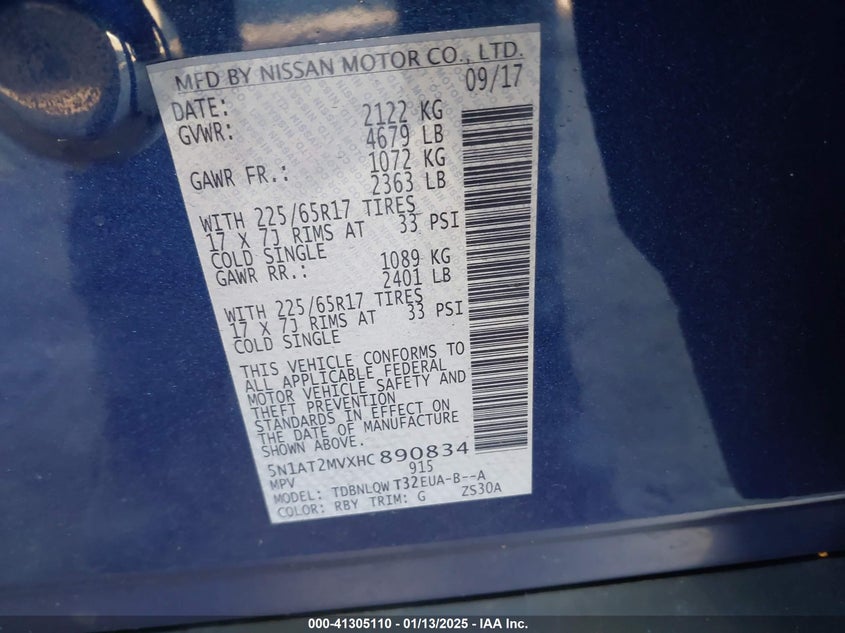 MFD BY NISSAN MOTOR CO., LTD.
DATE: 09/17
GVWR: 2122 KG
4679 LB
GAWR FR.: 1072 KG
2363 LB
WITH 225/65R17 TIRES
17 X 7J RIMS AT 33 PSI
COLD SINGLE
GAWR RR.: 1089 KG
2401 LB
WITH 225/65R17 TIRES
17 X 7J RIMS AT 33 PSI
COLD SINGLE
THIS VEHICLE CONFORMS TO
ALL APPLICABLE FEDERAL
MOTOR VEHICLE SAFETY AND
THEFT PREVENTION
STANDARDS IN EFFECT ON
THE DATE OF MANUFACTURE
SHOWN ABOVE.
5N1AT2MVXHC890834
MPV 915
MODEL: TDBNLQW T32EUA-B--A
COLOR: RBY TRIM: G ZS30A
000-41305110 - 01/13/2025 - IAA Inc.